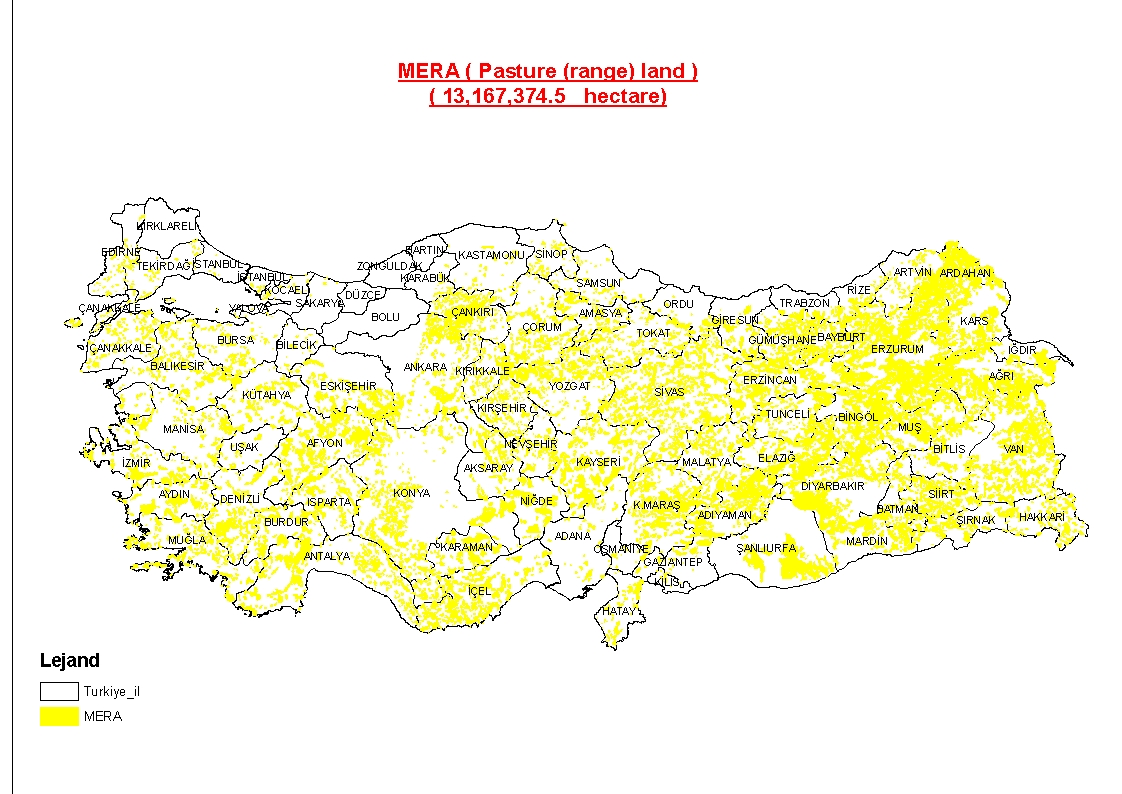 MERA ( Pasture (range) land )
( 13,167,374.5 hectare)
KIRKLARELİ
EDİRNE
TEKİRDAĞ
İSTANBUL
İSTANBUL
KOCAELİ
YALOVA
SAKARYA
DÜZCE
BOLU
ZONGULDAK
BARTIN
KARABÜK
KASTAMONU
SİNOP
SAMSUN
ORDU
GİRESUN
TRABZON
RİZE
ARTVİN
ARDAHAN
KARS
IĞDIR
ÇANAKKALE
ÇANAKKALE
BALIKESİR
BURSA
BİLECİK
ESKİŞEHİR
KÜTAHYA
ANKARA
ÇANKIRI
ÇORUM
AMASYA
TOKAT
GÜMÜŞHANE
BAYBURT
ERZURUM
ERZİNCAN
AĞRI
KIRIKKALE
YOZGAT
SİVAS
KIRŞEHİR
TUNCELİ
BİNGÖL
MUŞ
BİTLİS
VAN
MANİSA
UŞAK
AFYON
NEVŞEHİR
KAYSERİ
MALATYA
ELAZIĞ
DİYARBAKIR
İZMİR
AYDIN
DENİZLİ
ISPARTA
KONYA
AKSARAY
NİĞDE
K.MARAŞ
ADIYAMAN
BATMAN
SİİRT
ŞIRNAK
HAKKARİ
MUĞLA
BURDUR
ANTALYA
KARAMAN
ADANA
OSMANİYE
GAZİANTEP
ŞANLIURFA
MARDİN
KİLİS
İÇEL
HATAY
Lejand
Turkiye_il
MERA